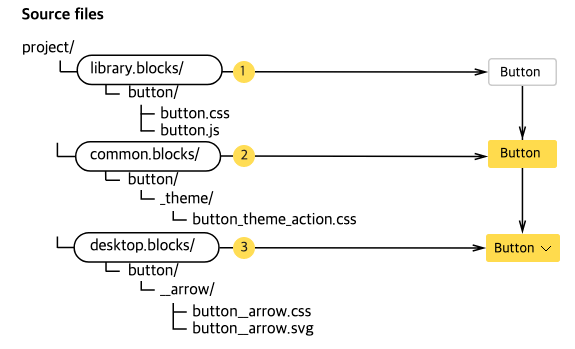 Source files
project/
library.blocks/ 1 Button
button/
button.css
button.js
common.blocks/ 2 Button
button/
_theme/
button_theme_action.css
desktop.blocks/ 3 Button
button/
__arrow/
button__arrow.css
button__arrow.svg